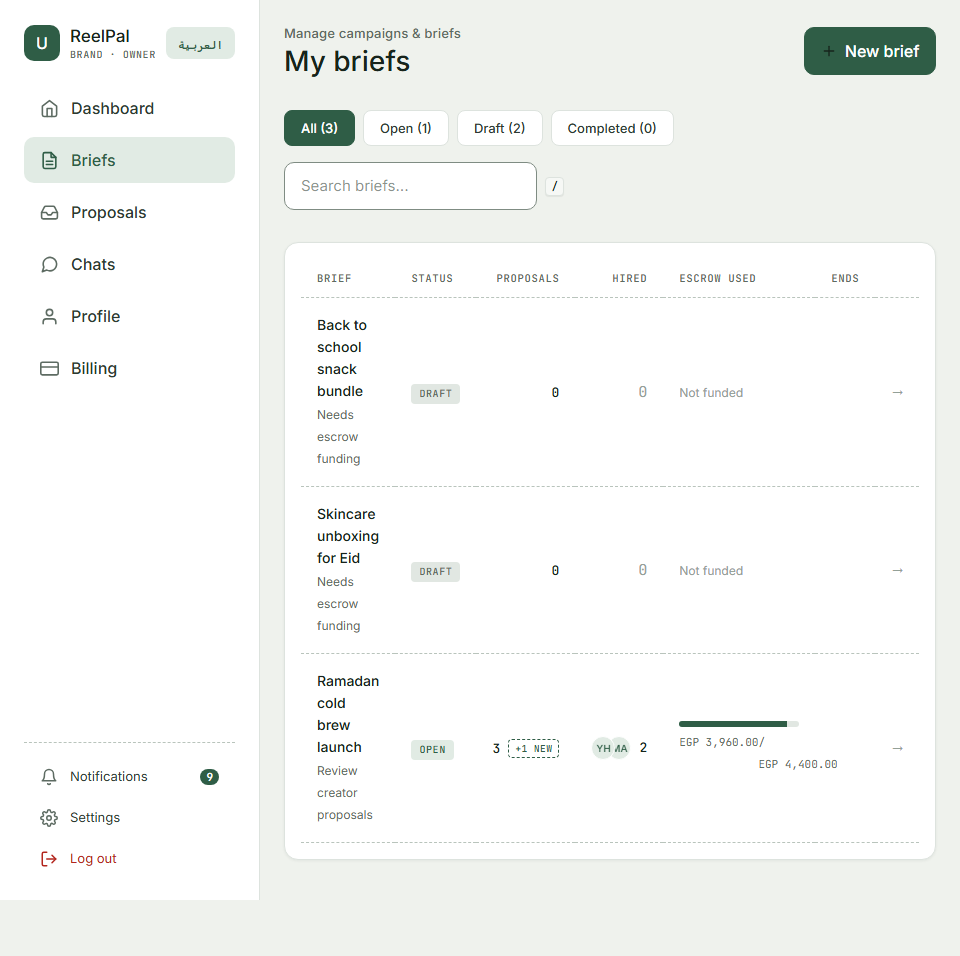 U
ReelPal
BRAND · OWNER
العربية
Dashboard
Briefs
Proposals
Chats
Profile
Billing
Notifications 9
Settings
Log out
Manage campaigns & briefs
My briefs
+ New brief
All (3) Open (1) Draft (2) Completed (0)
Search briefs... /
BRIEF STATUS PROPOSALS HIRED ESCROW USED ENDS
Back to
school
snack
bundle
Needs
escrow
funding
DRAFT 0 0 Not funded →
Skincare
unboxing
for Eid
Needs
escrow
funding
DRAFT 0 0 Not funded →
Ramadan
cold
brew
launch
Review
creator
proposals
OPEN 3 +1 NEW YH MA 2 →
EGP 3,960.00/
EGP 4,400.00